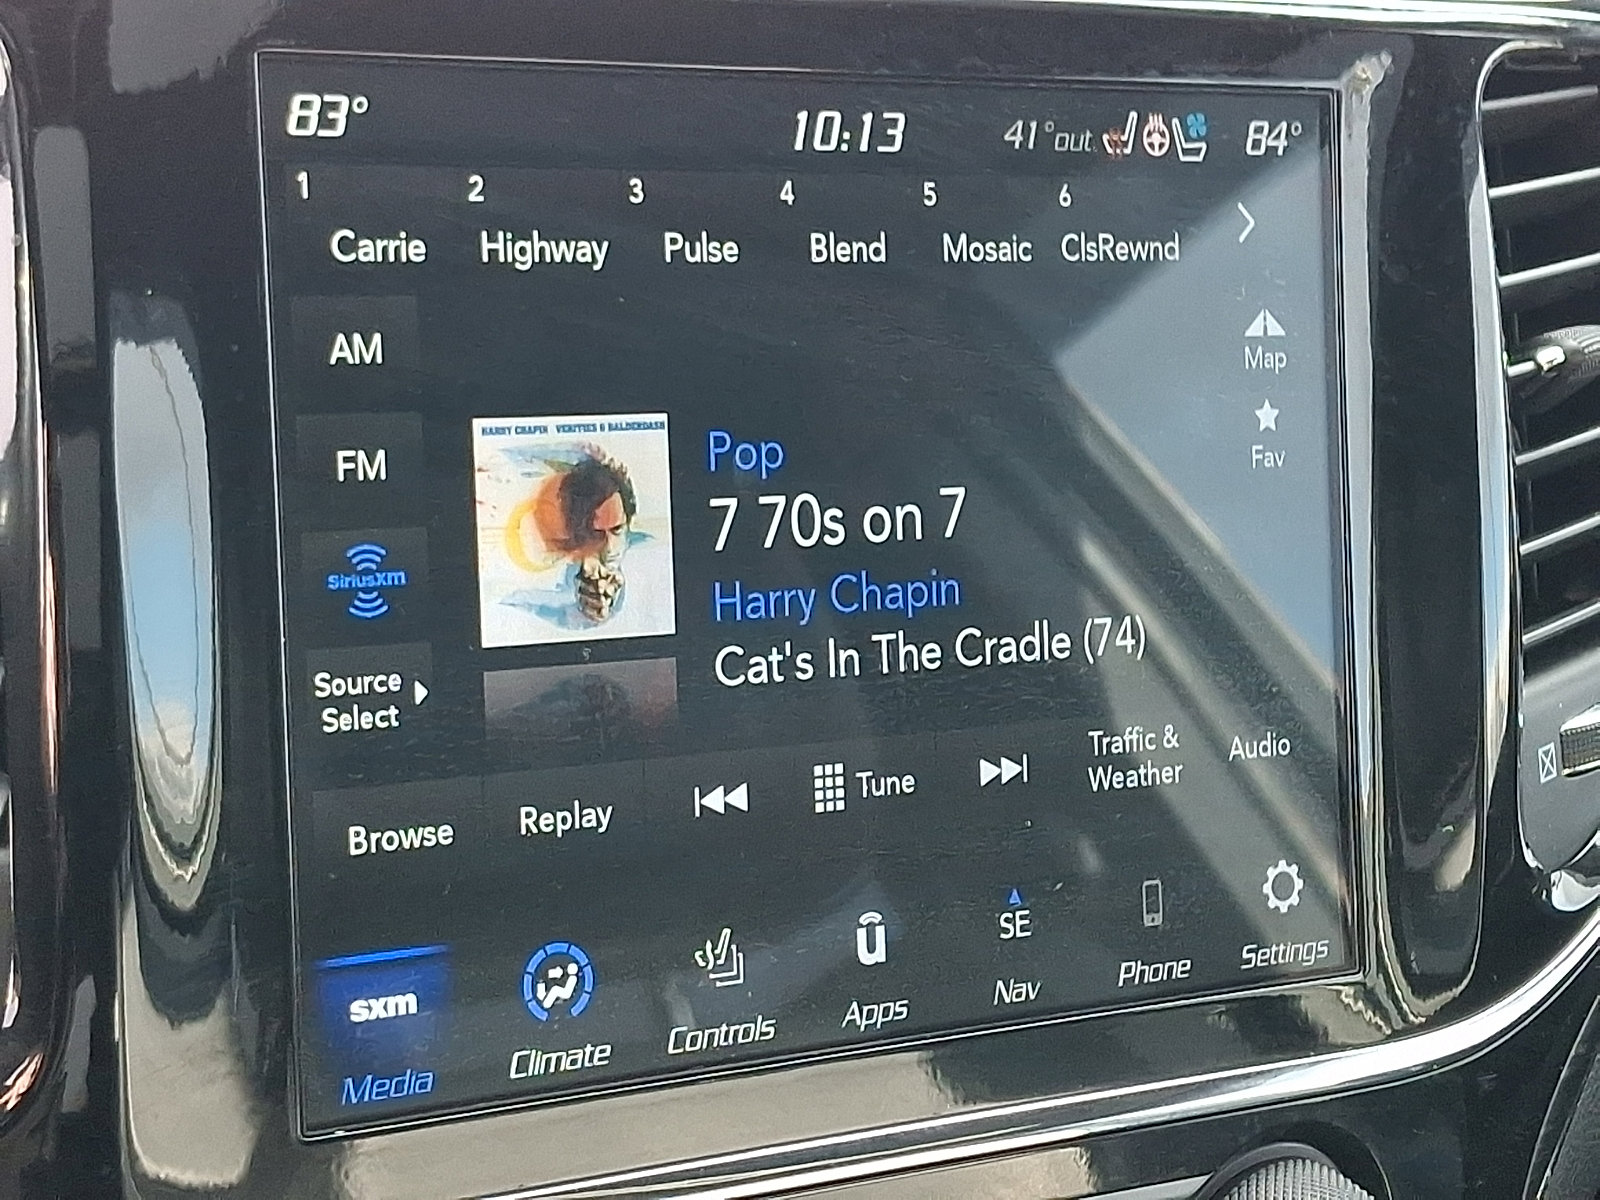 83° 10:13 41°out. 84°
1 2 3 4 5 6
Carrie Highway Pulse Blend Mosaic ClsRewnd
AM
Map
FM
Fav
HARRY CHAPIN VERITIES & BALDERDASH
Pop
7 70s on 7
SiriusXm
Harry Chapin
Cat's In The Cradle (74)
Source
Select
Browse
Replay
Tune
Traffic &
Weather
Audio
SE
sxm
Media
Climate
Controls
Apps
Nav
Phone
Settings